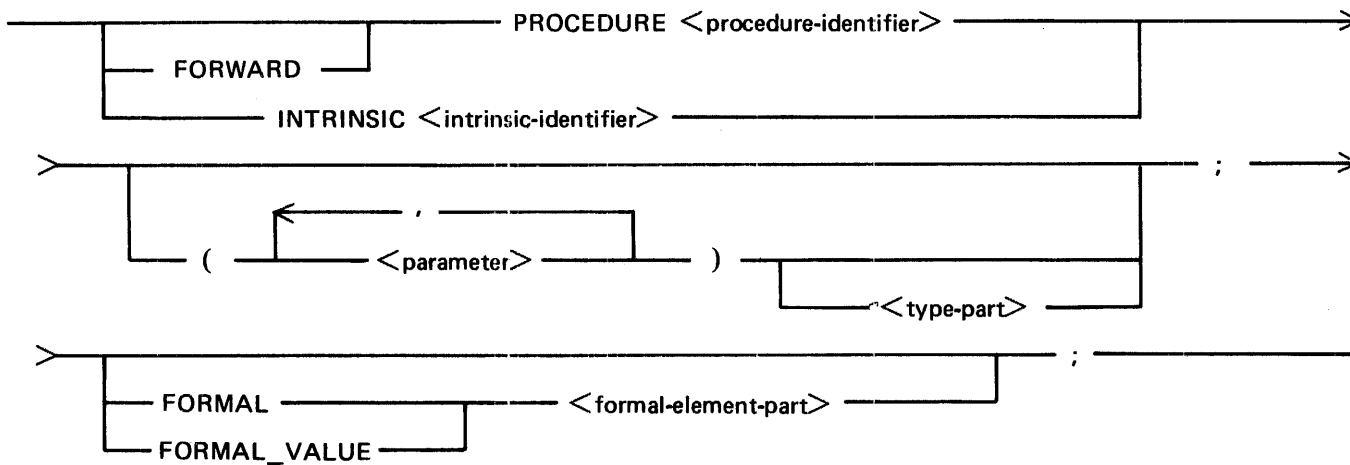 PROCEDURE <procedure-identifier>
FORWARD
INTRINSIC <intrinsic-identifier>
;
,
( <parameter> )
<type-part>
;
FORMAL <formal-element-part>
FORMAL_VALUE